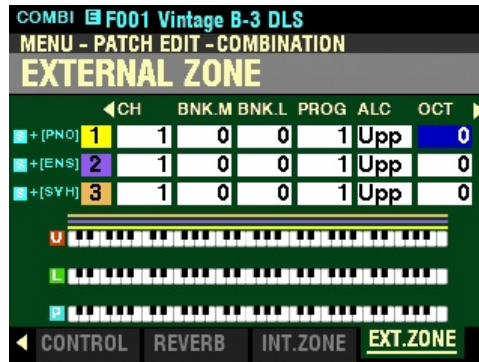 COMBI E F001 Vintage B-3 DLS
MENU - PATCH EDIT - COMBINATION
EXTERNAL ZONE
CH BNK.M BNK.L PROG ALC OCT
S+[PNO] 1 1 0 0 1 Upp 0
S+[ENS] 2 1 0 0 1 Upp 0
S+[SYH] 3 1 0 0 1 Upp 0
U
L
P
CONTROL REVERB INT.ZONE EXT.ZONE